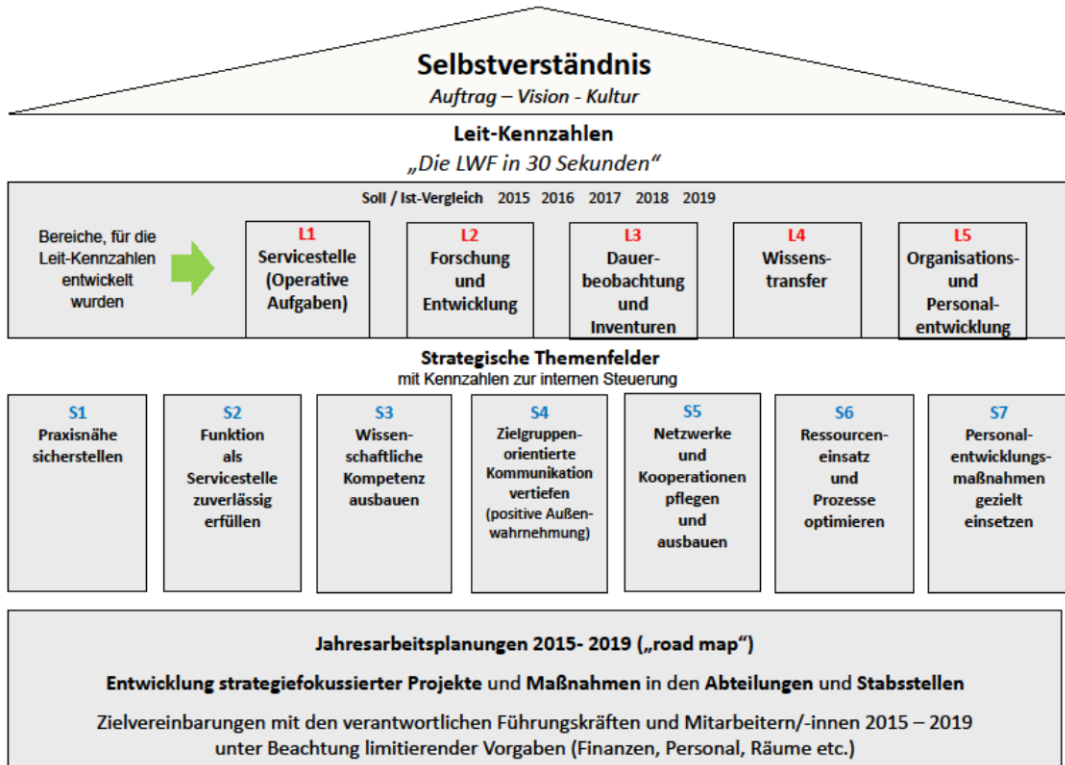 Selbstverständnis
Auftrag – Vision - Kultur
Leit-Kennzahlen
„Die LWF in 30 Sekunden“
Soll / Ist-Vergleich 2015 2016 2017 2018 2019
Bereiche, für die
Leit-Kennzahlen
entwickelt
wurden
L1
Servicestelle
(Operative
Aufgaben)
L2
Forschung
und
Entwicklung
L3
Dauer-
beobachtung
und
Inventuren
L4
Wissens-
transfer
L5
Organisations-
und
Personal-
entwicklung
Strategische Themenfelder
mit Kennzahlen zur internen Steuerung
S1
Praxisnähe
sicherstellen
S2
Funktion
als
Servicestelle
zuverlässig
erfüllen
S3
Wissen-
schaftliche
Kompetenz
ausbauen
S4
Zielgruppen-
orientierte
Kommunikation
vertiefen
(positive Außen-
wahrnehmung)
S5
Netzwerke
und
Kooperationen
pflegen
und
ausbauen
S6
Ressourcen-
einsatz
und
Prozesse
optimieren
S7
Personal-
entwicklungs-
maßnahmen
gezielt
einsetzen
Jahresarbeitsplanungen 2015- 2019 („road map“)
Entwicklung strategiefokussierter Projekte und Maßnahmen in den Abteilungen und Stabsstellen
Zielvereinbarungen mit den verantwortlichen Führungskräften und Mitarbeitern/-innen 2015 – 2019
unter Beachtung limitierender Vorgaben (Finanzen, Personal, Räume etc.)